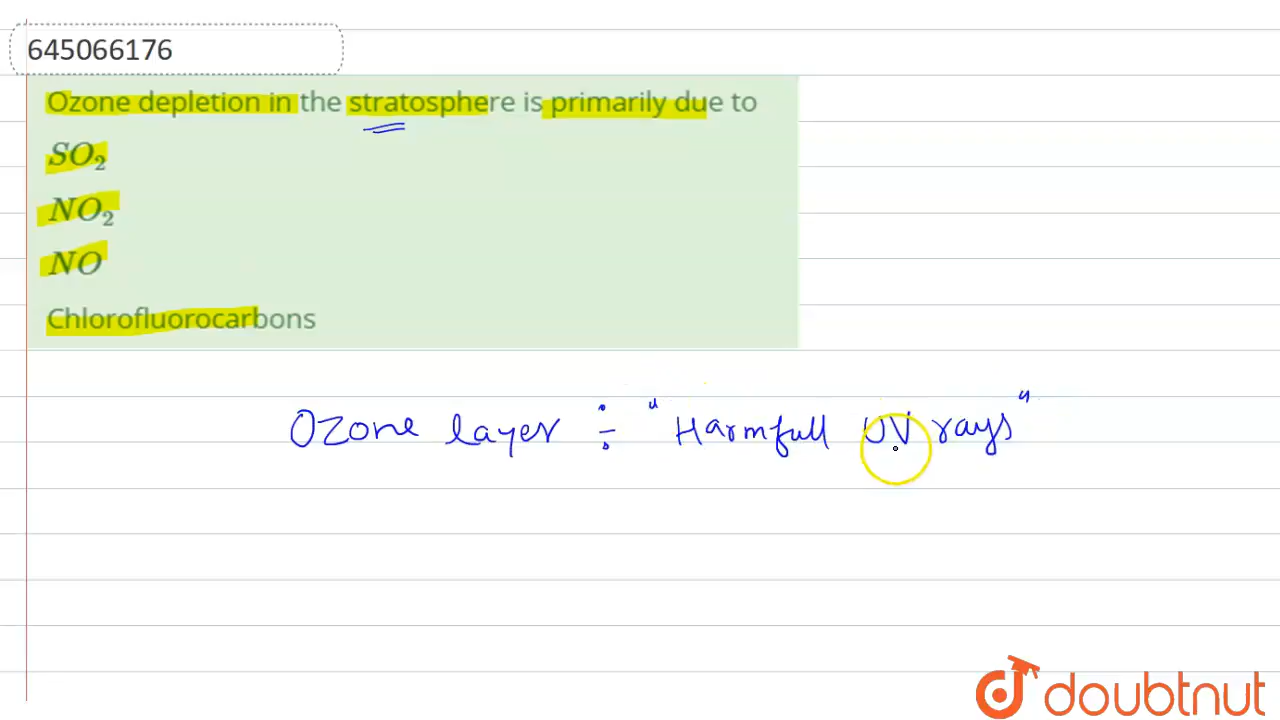 645066176
Ozone depletion in the stratosphere is primarily due to
SO₂
NO₂
NO
Chlorofluorocarbons
Ozone layer ÷ "Harmfull UV rays"
doubtnut